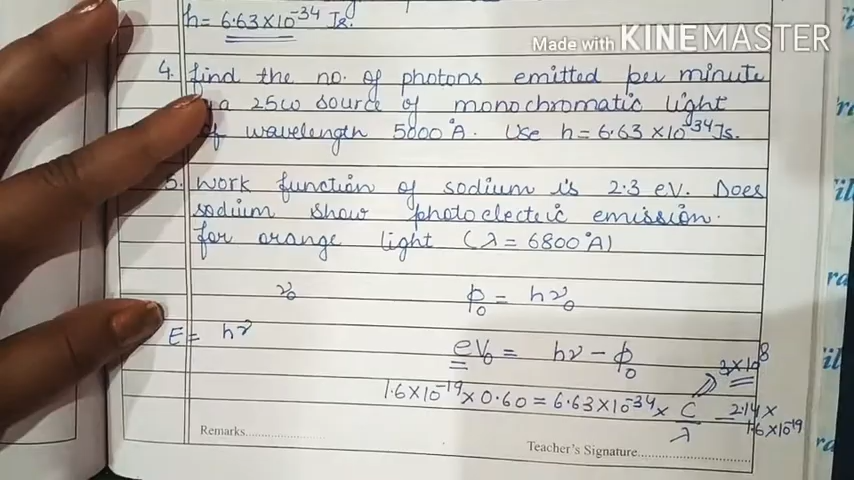 h= 6.63×10⁻³⁴ Js.
Made with KINEMASTER
4. find the no. of photons emitted per minute
a 25w source of monochromatic light
of wavelength 5000 Å. Use h= 6.63 ×10⁻³⁴Js.
5. Work function of sodium is 2.3 eV. Does
sodium show photoelectric emission.
for orange light (λ= 6800 Å)
ν₀ ϕ₀ = hν₀
E= hν
eV₀ = hν − ϕ₀
3×10⁸
1.6×10⁻¹⁹×0.60 = 6.63×10⁻³⁴× C/λ − 2.14× 1.6×10⁻¹⁹
Remarks
Teacher's Signature